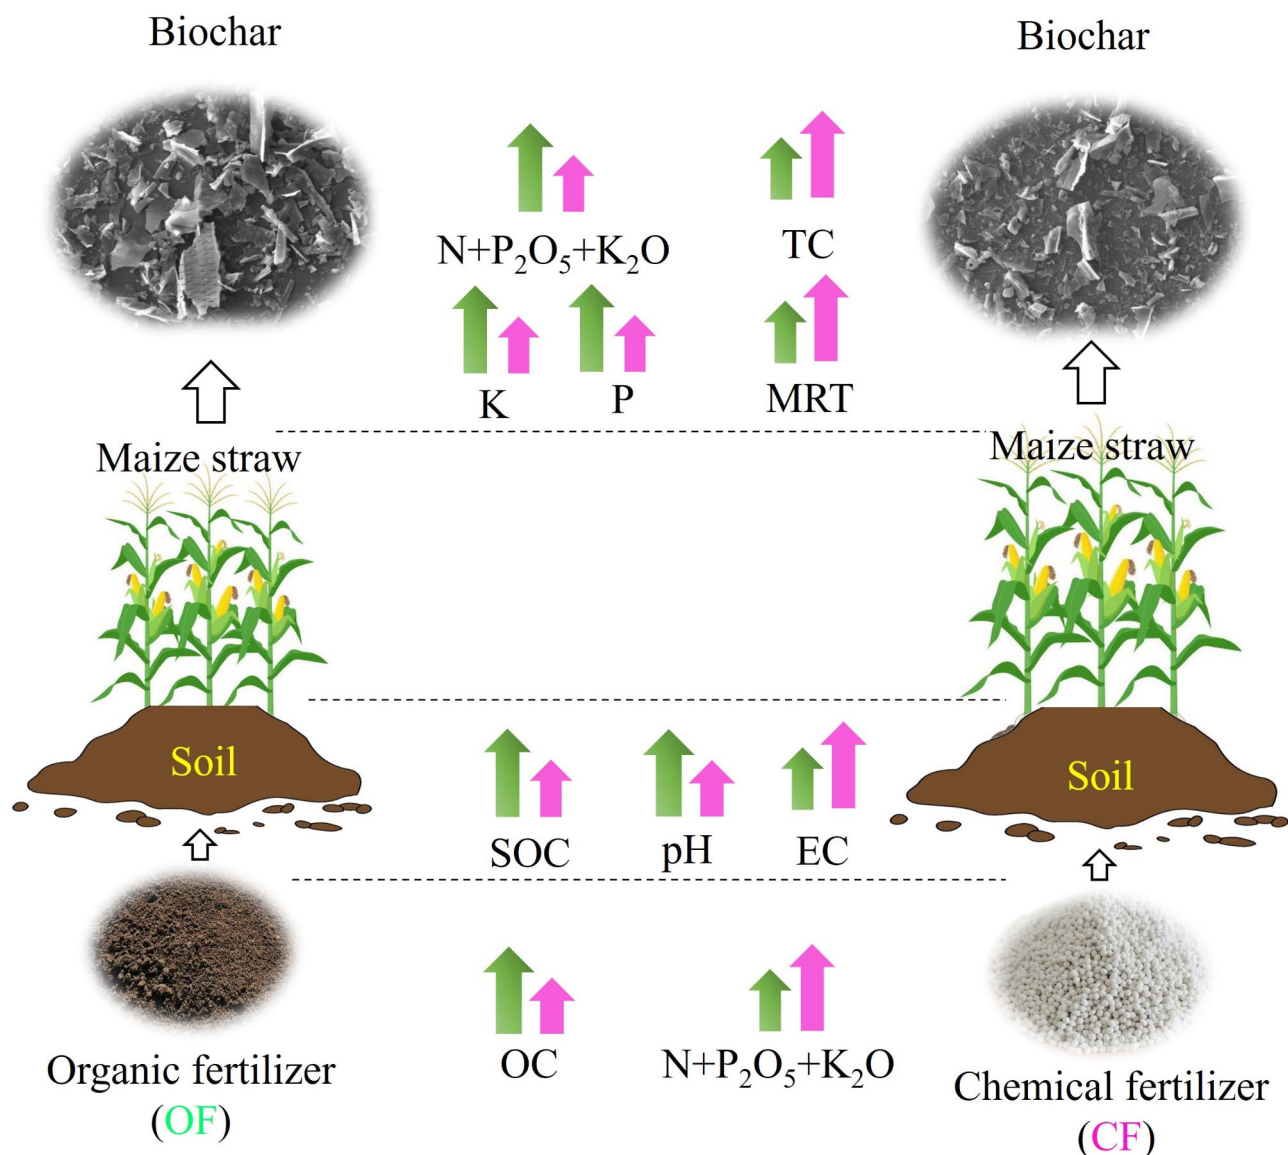 Biochar
Biochar
N+P₂O₅+K₂O
TC
K
P
MRT
Maize straw
Maize straw
Soil
Soil
SOC
pH
EC
OC
N+P₂O₅+K₂O
Organic fertilizer
(OF)
Chemical fertilizer
(CF)